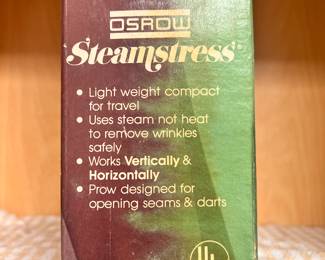 OSROW
Steamstress
• Light weight compact
for travel
• Uses steam not heat
to remove wrinkles
safely
• Works Vertically &
Horizontally
• Prow designed for
opening seams & darts
UL